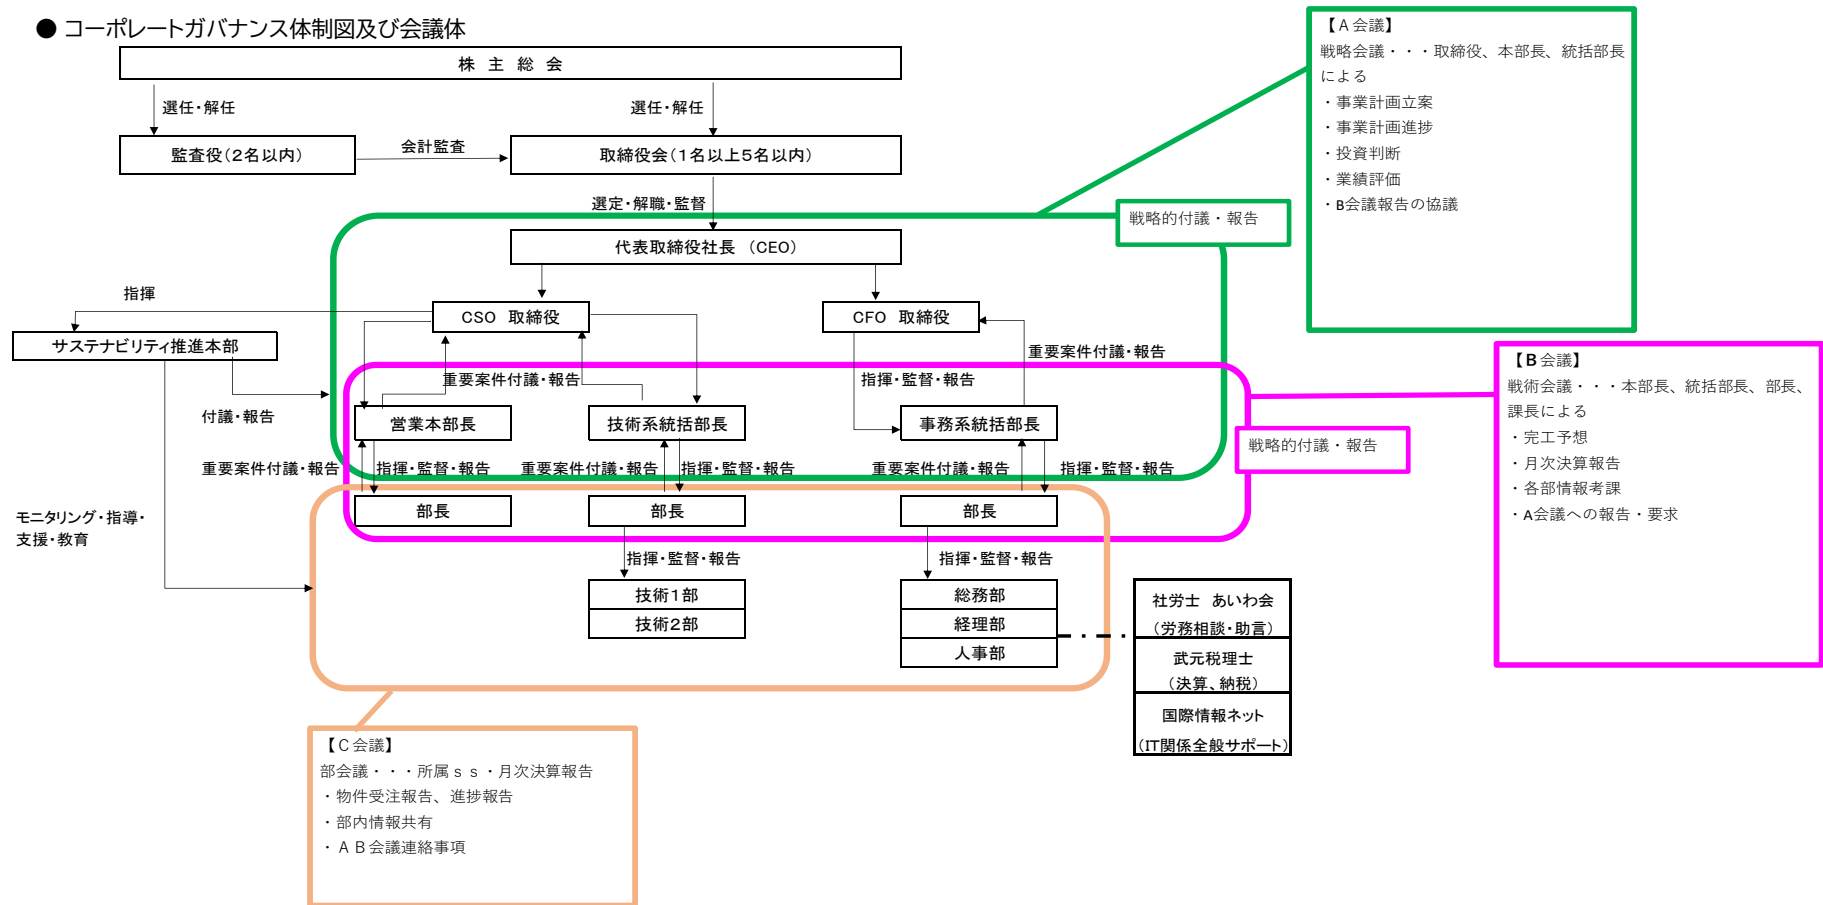 ● コーポレートガバナンス体制図及び会議体
株 主 総 会
選任・解任
選任・解任
監査役(2名以内)
会計監査
取締役会(1名以上5名以内)
選定・解職・監督
代表取締役社長 (CEO)
指揮
CSO 取締役
CFO 取締役
サステナビリティ推進本部
重要案件付議・報告
重要案件付議・報告
指揮・監督・報告
付議・報告
営業本部長
技術系統括部長
事務系統括部長
重要案件付議・報告
指揮・監督・報告
重要案件付議・報告
指揮・監督・報告
重要案件付議・報告
指揮・監督・報告
部長
部長
部長
モニタリング・指導・
支援・教育
指揮・監督・報告
指揮・監督・報告
技術1部
技術2部
総務部
経理部
人事部
社労士 あいわ会
(労務相談・助言)
武元税理士
(決算、納税)
国際情報ネット
(IT関係全般サポート)
【A会議】
戦略会議・・・取締役、本部長、統括部長
による
・事業計画立案
・事業計画進捗
・投資判断
・業績評価
・B会議報告の協議
戦略的付議・報告
【B会議】
戦術会議・・・本部長、統括部長、部長、
課長による
・完工予想
・月次決算報告
・各部情報考課
・A会議への報告・要求
戦略的付議・報告
【C会議】
部会議・・・所属ss・月次決算報告
・物件受注報告、進捗報告
・部内情報共有
・AB会議連絡事項